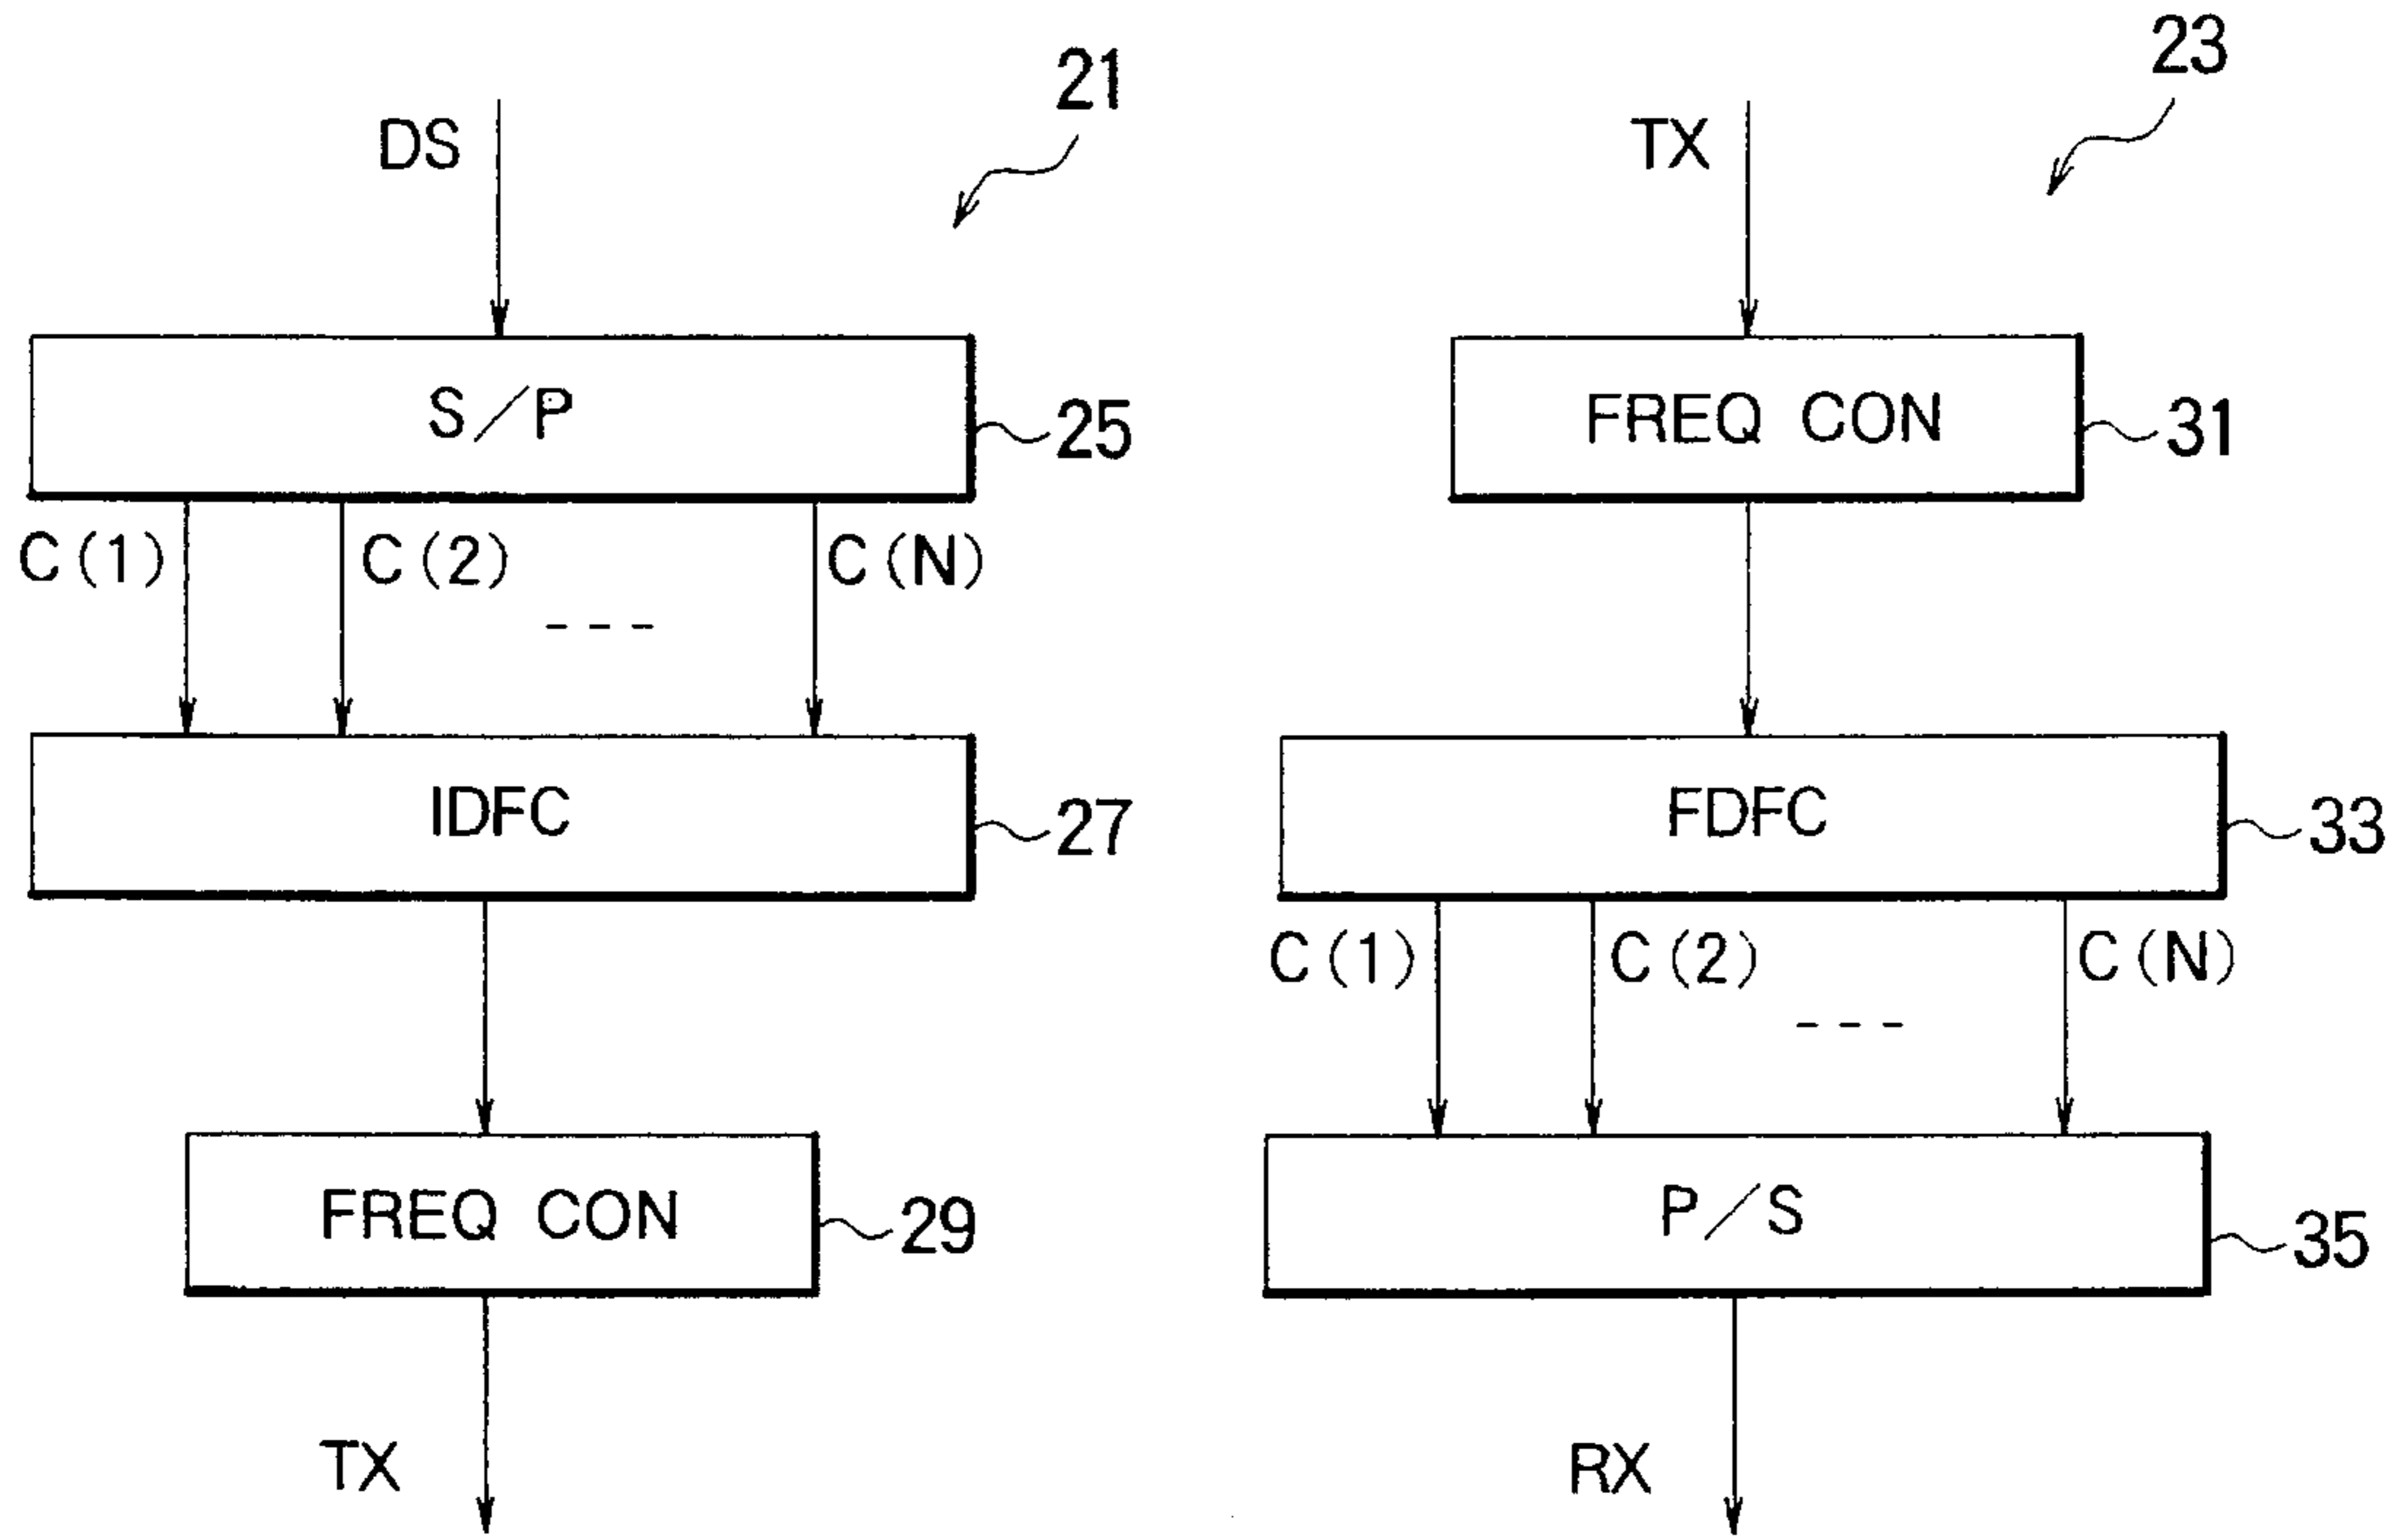 21
DS
S/P
25
C(1) C(2) --- C(N)
IDFC
27
FREQ CON
29
TX
23
TX
FREQ CON
31
FDFC
33
C(1) C(2) --- C(N)
P/S
35
RX